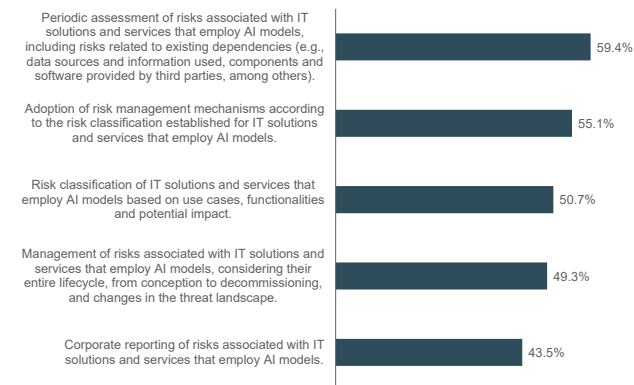 Periodic assessment of risks associated with IT
solutions and services that employ AI models,
including risks related to existing dependencies (e.g.,
data sources and information used, components and
software provided by third parties, among others).
59.4%
Adoption of risk management mechanisms according
to the risk classification established for IT solutions
and services that employ AI models.
55.1%
Risk classification of IT solutions and services that
employ AI models based on use cases, functionalities
and potential impact.
50.7%
Management of risks associated with IT solutions and
services that employ AI models, considering their
entire lifecycle, from conception to decommissioning,
and changes in the threat landscape.
49.3%
Corporate reporting of risks associated with IT
solutions and services that employ AI models.
43.5%